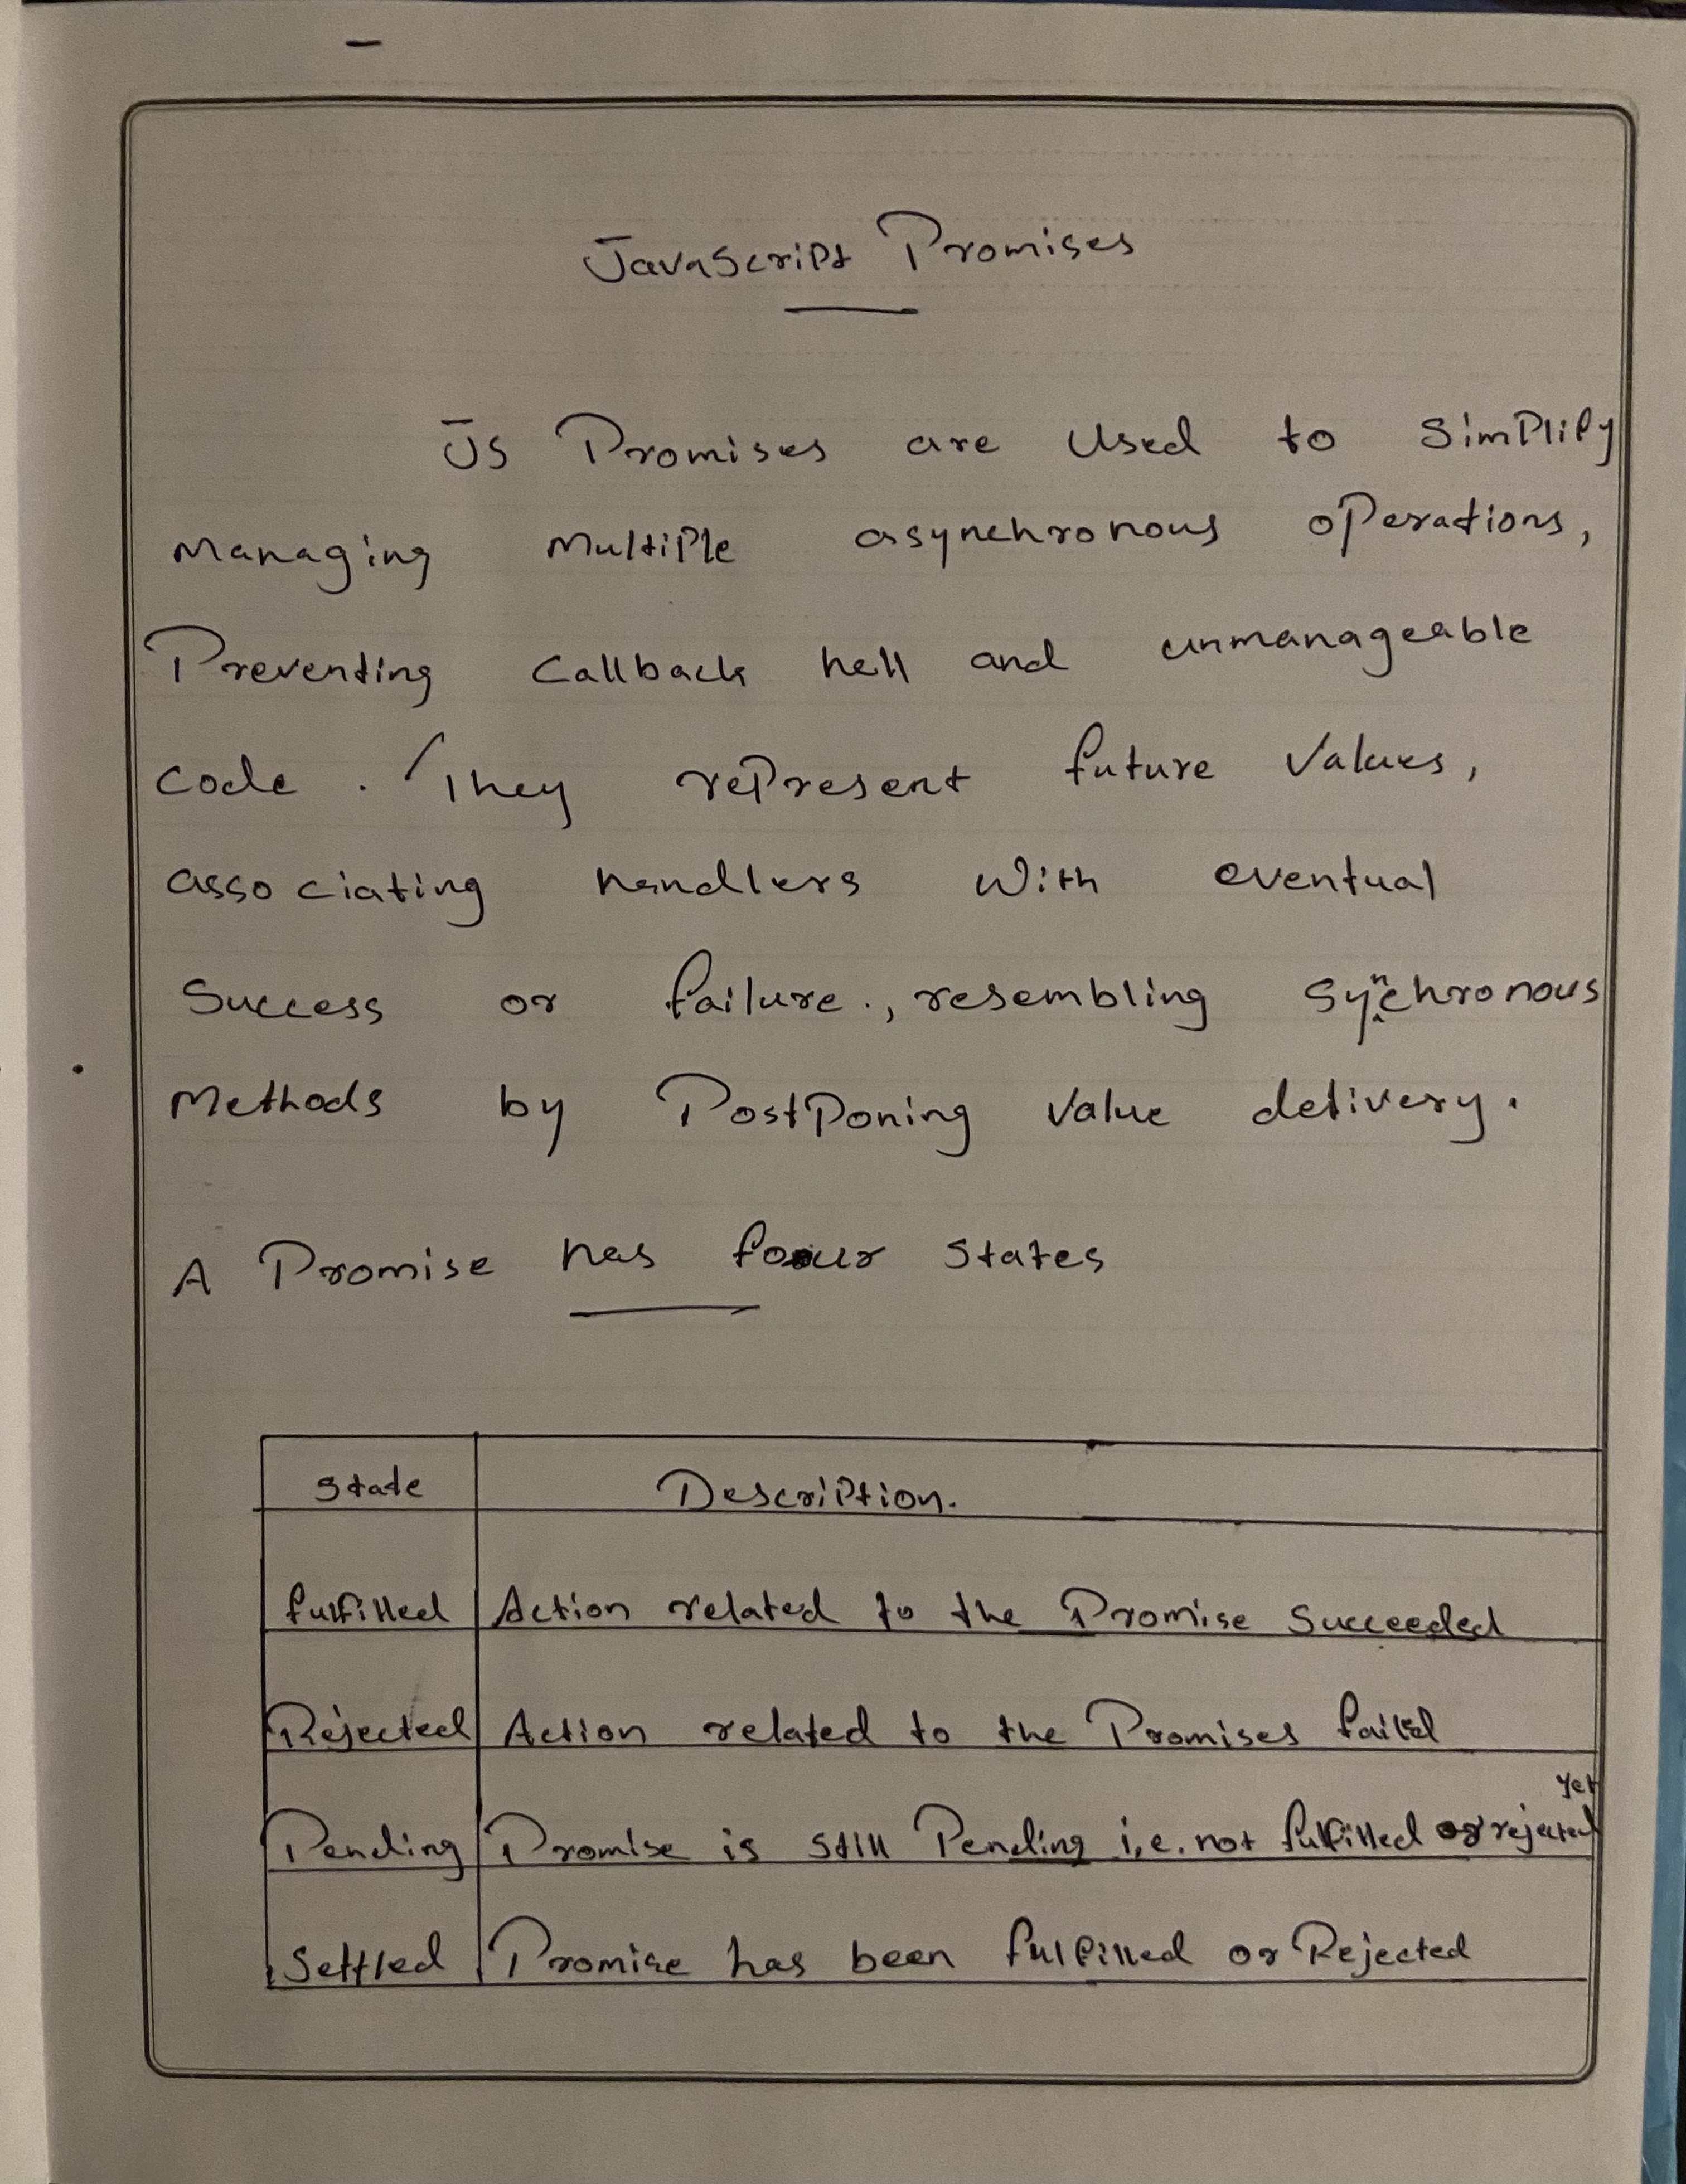 JavaScript Promises
JS Promises are used to simplify
managing multiple asynchronous operations,
Preventing callback hell and unmanageable
code. They represent future values,
associating handlers with eventual
success or failure., resembling synchronous
Methods by Postponing value delivery.
A Promise has four states
State Description.
fulfilled Action related to the Promise Succeeded
Rejected Action related to the Promises failed
Pending Promise is still Pending i.e. not fulfilled or rejected yet
Settled Promise has been fulfilled or Rejected